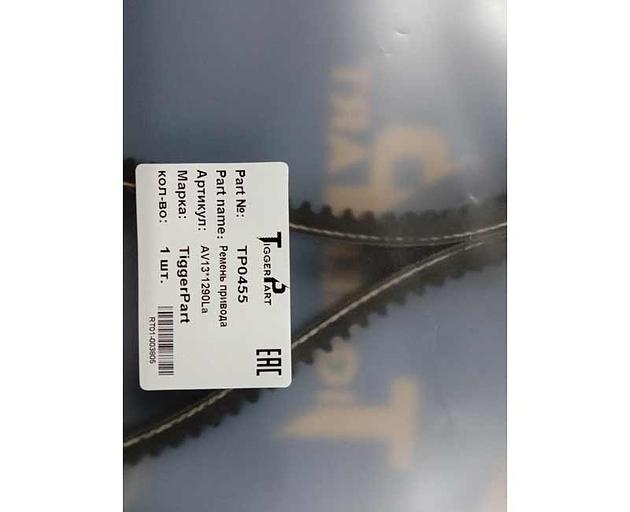 TIGGERPART
EAC
Part №: TP0455
Part name: Ремень привода
Артикул: AV13*1290La
Марка: TiggerPart
кол-во: 1 шт.
RT01-003805